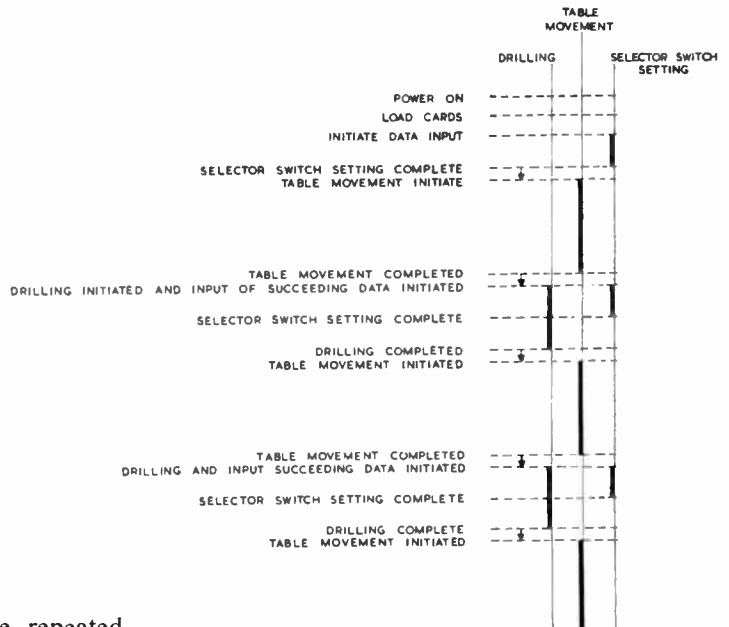 TABLE
MOVEMENT
DRILLING
SELECTOR SWITCH
SETTING
POWER ON
LOAD CARDS
INITIATE DATA INPUT
SELECTOR SWITCH SETTING COMPLETE
TABLE MOVEMENT INITIATE
TABLE MOVEMENT COMPLETED
DRILLING INITIATED AND INPUT OF SUCCEEDING DATA INITIATED
SELECTOR SWITCH SETTING COMPLETE
DRILLING COMPLETED
TABLE MOVEMENT INITIATED
TABLE MOVEMENT COMPLETED
DRILLING AND INPUT SUCCEEDING DATA INITIATED
SELECTOR SWITCH SETTING COMPLETE
DRILLING COMPLETE
TABLE MOVEMENT INITIATED
repeated